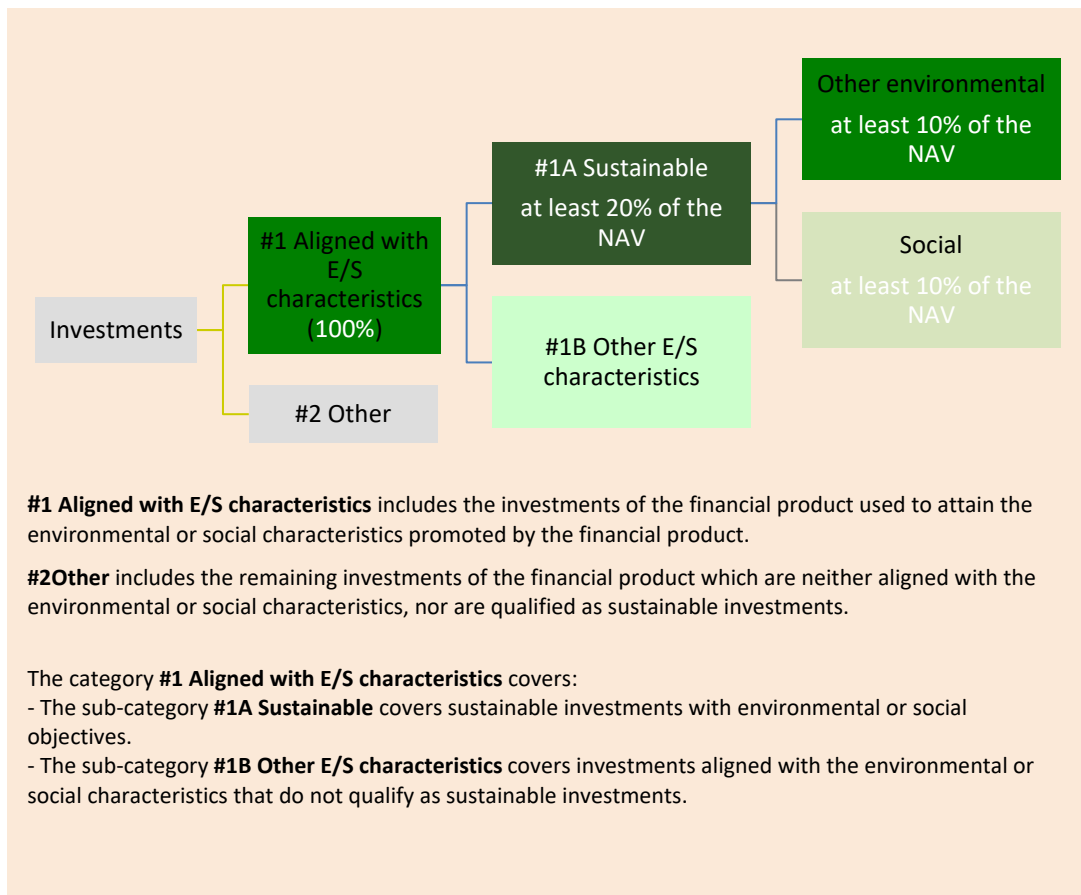 Other environmental
at least 10% of the
NAV
#1A Sustainable
at least 20% of the
NAV
#1 Aligned with
E/S
characteristics
(100%)
Social
at least 10% of the
NAV
Investments
#1B Other E/S
characteristics
#2 Other
#1 Aligned with E/S characteristics includes the investments of the financial product used to attain the
environmental or social characteristics promoted by the financial product.
#2Other includes the remaining investments of the financial product which are neither aligned with the
environmental or social characteristics, nor are qualified as sustainable investments.
The category #1 Aligned with E/S characteristics covers:
- The sub-category #1A Sustainable covers sustainable investments with environmental or social
objectives.
- The sub-category #1B Other E/S characteristics covers investments aligned with the environmental or
social characteristics that do not qualify as sustainable investments.